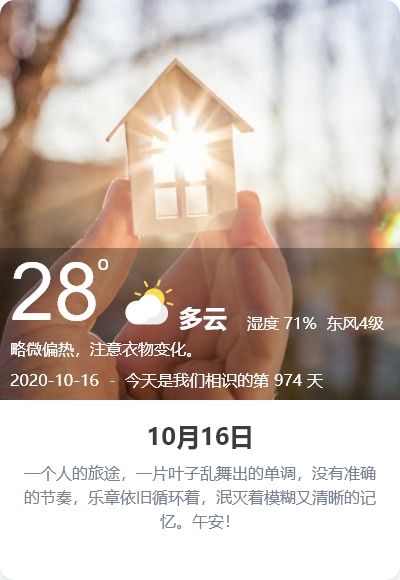 28°
多云
湿度 71% 东风4级
略微偏热，注意衣物变化。
2020-10-16 - 今天是我们相识的第 974 天
10月16日
一个人的旅途，一片叶子乱舞出的单调，没有准确
的节奏，乐章依旧循环着，泯灭着模糊又清晰的记
忆。午安！